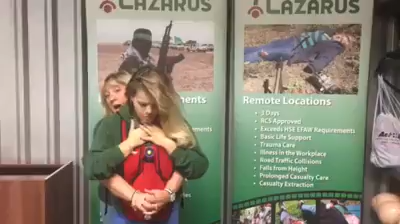 LAZARUS
LAZARUS
Remote Locations
• 3 Days
• RCS Approved
• Exceeds HSE EFAW Requirements
• Basic Life Support
• Trauma Care
• Illness in the Workplace
• Road Traffic Collisions
• Falls from Height
• Prolonged Casualty Care
• Casualty Extraction